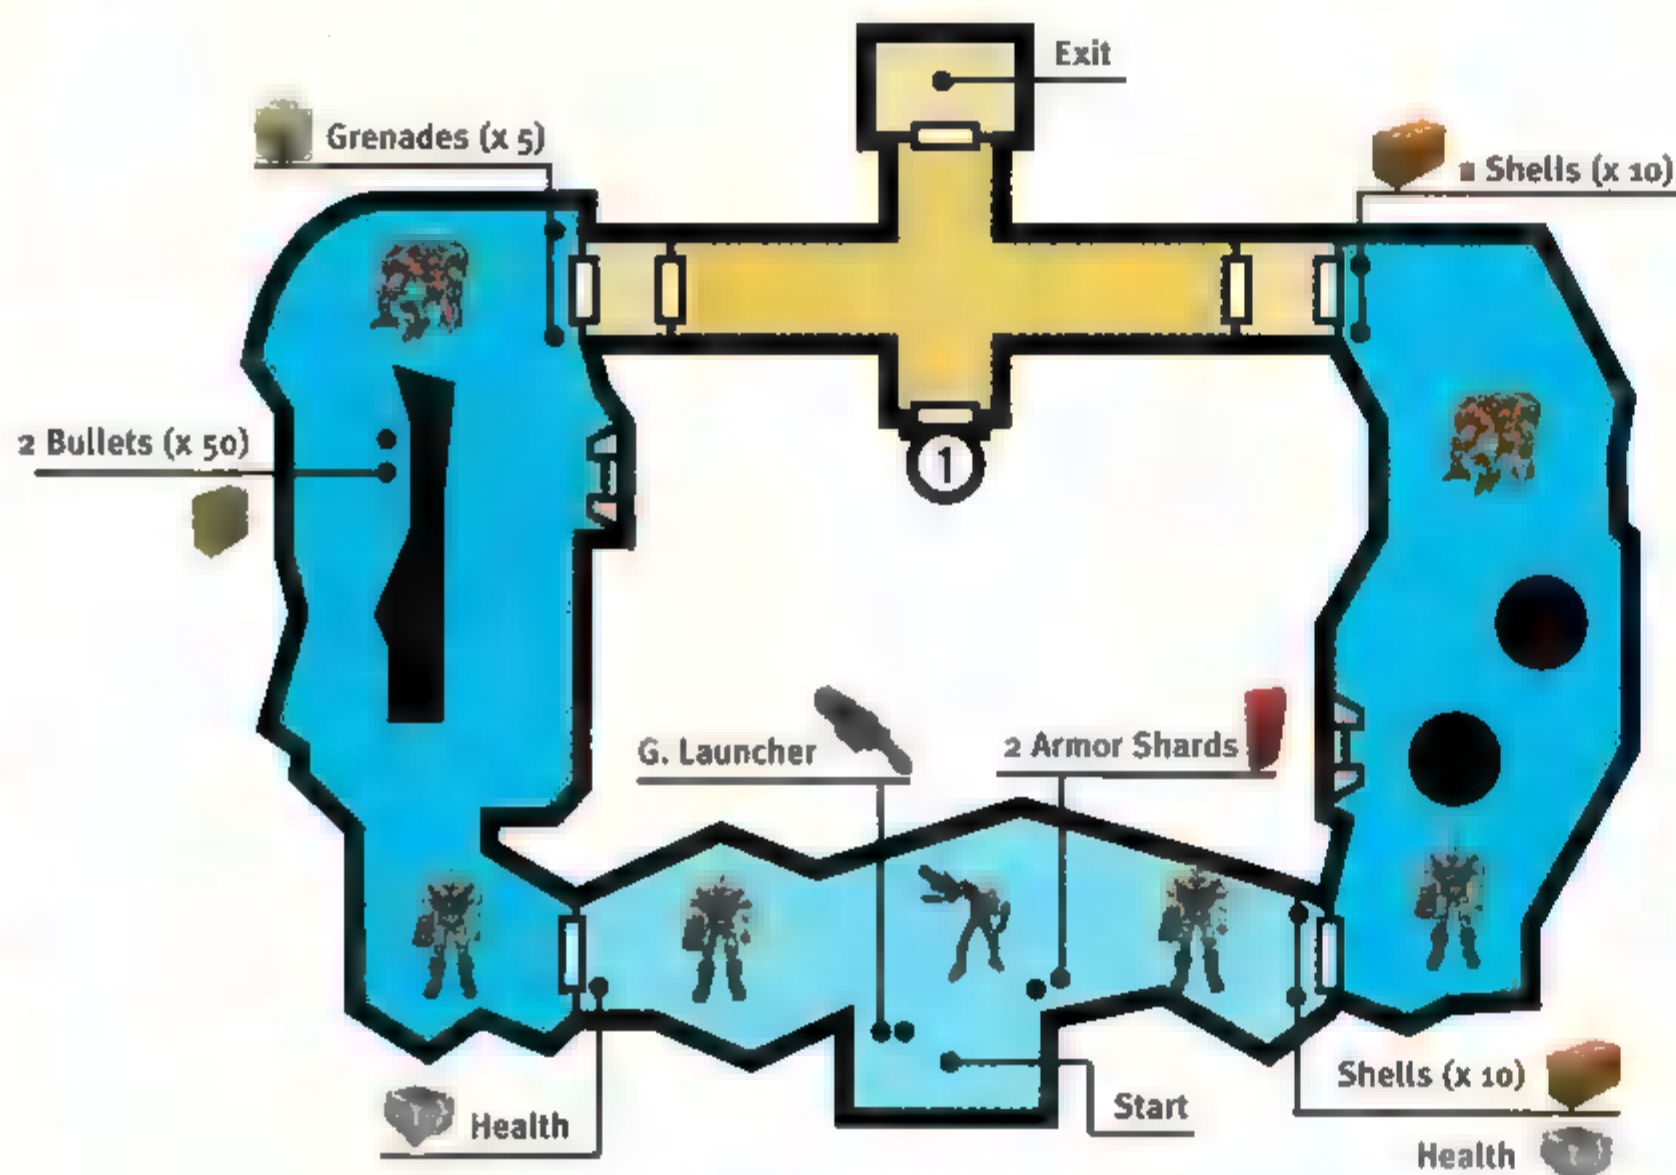 Exit
Grenades (x 5)
Shells (x 10)
2 Bullets (x 50)
1
G. Launcher
2 Armor Shards
Shells (x 10)
Start
Health
Health